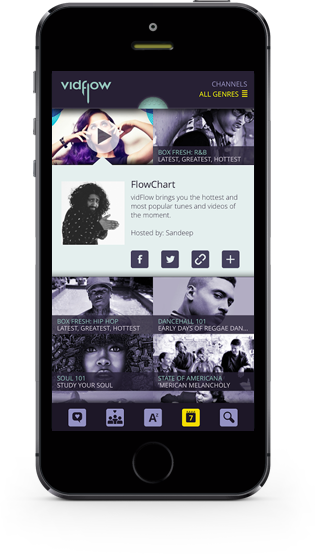 vidflow
CHANNELS
ALL GENRES
BOX FRESH: R&B
LATEST, GREATEST, HOTTEST
FlowChart
vidFlow brings you the hottest and
most popular tunes and videos of
the moment.
Hosted by: Sandeep
BOX FRESH: HIP HOP
LATEST, GREATEST, HOTTEST
DANCEHALL 101
EARLY DAYS OF REGGAE DAN...
SOUL 101
STUDY YOUR SOUL
STATE OF AMERICANA
'MERICAN MELANCHOLY
A Z
7